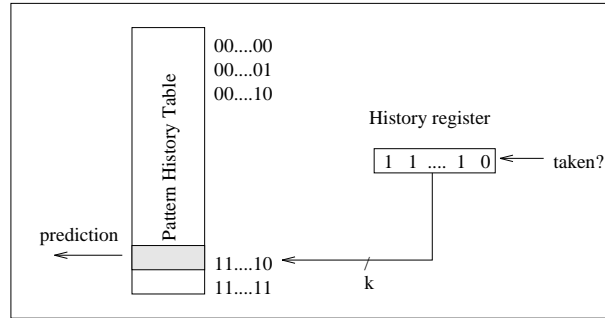 Pattern History Table
00....00
00....01
00....10
History register
1 1 .... 1 0
taken?
prediction
11....10
k
11....11